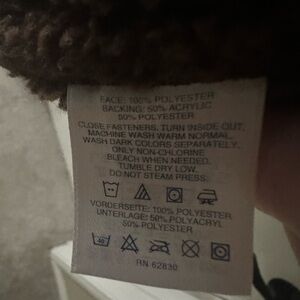 FACE: 100% POLYESTER
BACKING: 50% ACRYLIC
50% POLYESTER
CLOSE FASTENERS. TURN INSIDE OUT.
MACHINE WASH WARM NORMAL.
WASH DARK COLORS SEPARATELY.
ONLY NON-CHLORINE
BLEACH WHEN NEEDED.
TUMBLE DRY LOW.
DO NOT STEAM PRESS.
VORDERSEITE: 100% POLYESTER
UNTERLAGE: 50% POLYACRYL
50% POLYESTER
40
RN 62830